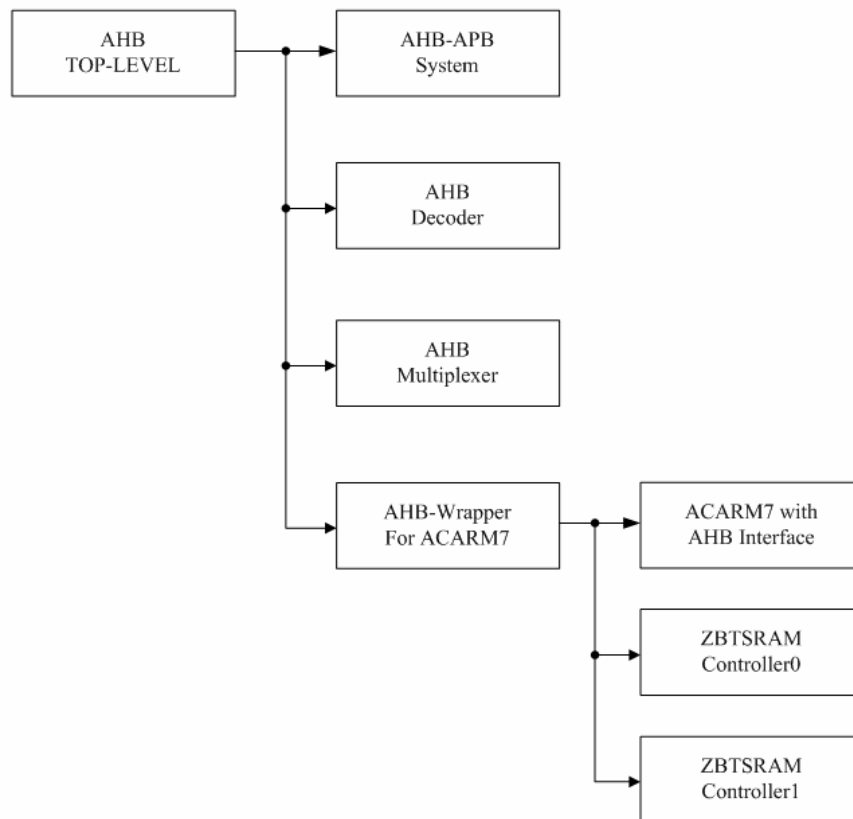 AHB
TOP-LEVEL
AHB-APB
System
AHB
Decoder
AHB
Multiplexer
AHB-Wrapper
For ACARM7
ACARM7 with
AHB Interface
ZBTSRAM
Controller0
ZBTSRAM
Controller1